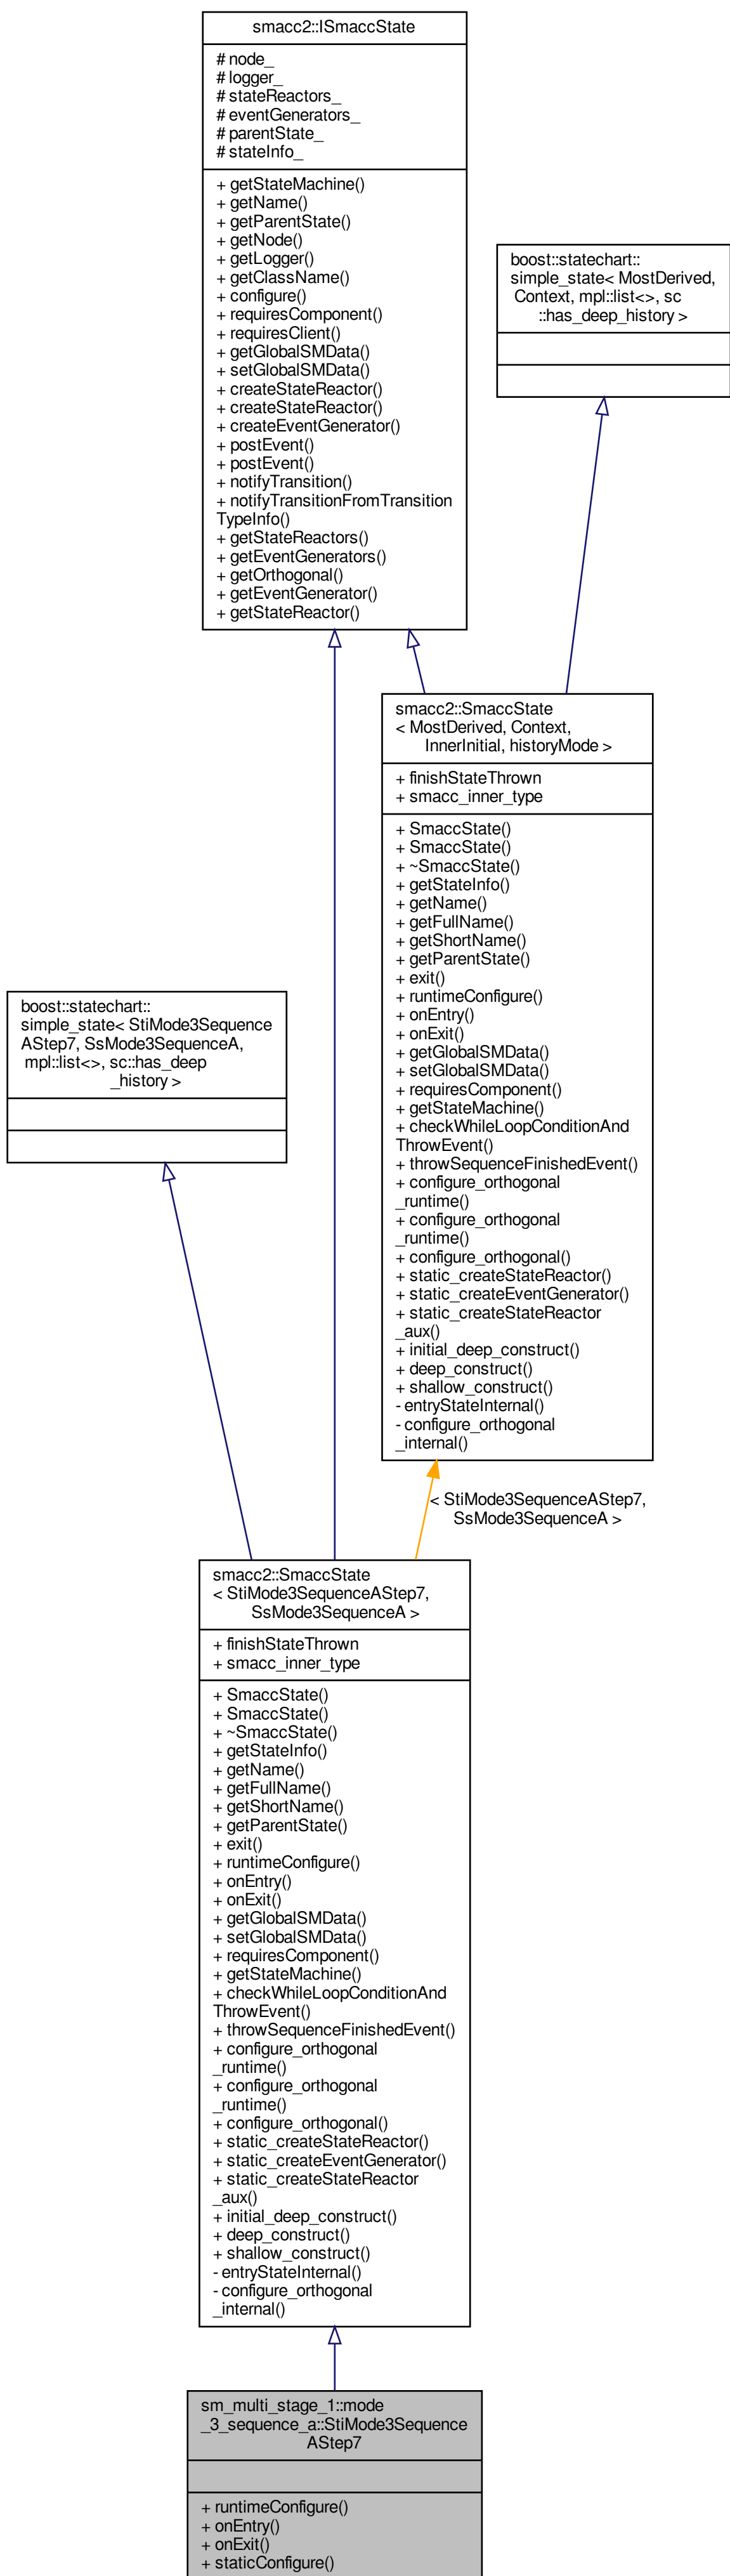 smacc2::ISmaccState
# node_
# logger_
# stateReactors_
# eventGenerators_
# parentState_
# stateInfo_
+ getStateMachine()
+ getName()
+ getParentState()
+ getNode()
+ getLogger()
+ getClassName()
+ configure()
+ requiresComponent()
+ requiresClient()
+ getGlobalSMData()
+ setGlobalSMData()
+ createStateReactor()
+ createStateReactor()
+ createEventGenerator()
+ postEvent()
+ postEvent()
+ notifyTransition()
+ notifyTransitionFromTransition
TypeInfo()
+ getStateReactors()
+ getEventGenerators()
+ getOrthogonal()
+ getEventGenerator()
+ getStateReactor()
boost::statechart::
simple_state< MostDerived,
Context, mpl::list<>, sc
::has_deep_history >
smacc2::SmaccState
< MostDerived, Context,
InnerInitial, historyMode >
+ finishStateThrown
+ smacc_inner_type
+ SmaccState()
+ SmaccState()
+ ~SmaccState()
+ getStateInfo()
+ getName()
+ getFullName()
+ getShortName()
+ getParentState()
+ exit()
+ runtimeConfigure()
+ onEntry()
+ onExit()
+ getGlobalSMData()
+ setGlobalSMData()
+ requiresComponent()
+ getStateMachine()
+ checkWhileLoopConditionAnd
ThrowEvent()
+ throwSequenceFinishedEvent()
+ configure_orthogonal
_runtime()
+ configure_orthogonal
_runtime()
+ configure_orthogonal()
+ static_createStateReactor()
+ static_createEventGenerator()
+ static_createStateReactor
_aux()
+ initial_deep_construct()
+ deep_construct()
+ shallow_construct()
- entryStateInternal()
- configure_orthogonal
_internal()
boost::statechart::
simple_state< StiMode3Sequence
AStep7, SsMode3SequenceA,
mpl::list<>, sc::has_deep
_history >
< StiMode3SequenceAStep7,
SsMode3SequenceA >
smacc2::SmaccState
< StiMode3SequenceAStep7,
SsMode3SequenceA >
+ finishStateThrown
+ smacc_inner_type
+ SmaccState()
+ SmaccState()
+ ~SmaccState()
+ getStateInfo()
+ getName()
+ getFullName()
+ getShortName()
+ getParentState()
+ exit()
+ runtimeConfigure()
+ onEntry()
+ onExit()
+ getGlobalSMData()
+ setGlobalSMData()
+ requiresComponent()
+ getStateMachine()
+ checkWhileLoopConditionAnd
ThrowEvent()
+ throwSequenceFinishedEvent()
+ configure_orthogonal
_runtime()
+ configure_orthogonal
_runtime()
+ configure_orthogonal()
+ static_createStateReactor()
+ static_createEventGenerator()
+ static_createStateReactor
_aux()
+ initial_deep_construct()
+ deep_construct()
+ shallow_construct()
- entryStateInternal()
- configure_orthogonal
_internal()
sm_multi_stage_1::mode
_3_sequence_a::StiMode3Sequence
AStep7
+ runtimeConfigure()
+ onEntry()
+ onExit()
+ staticConfigure()